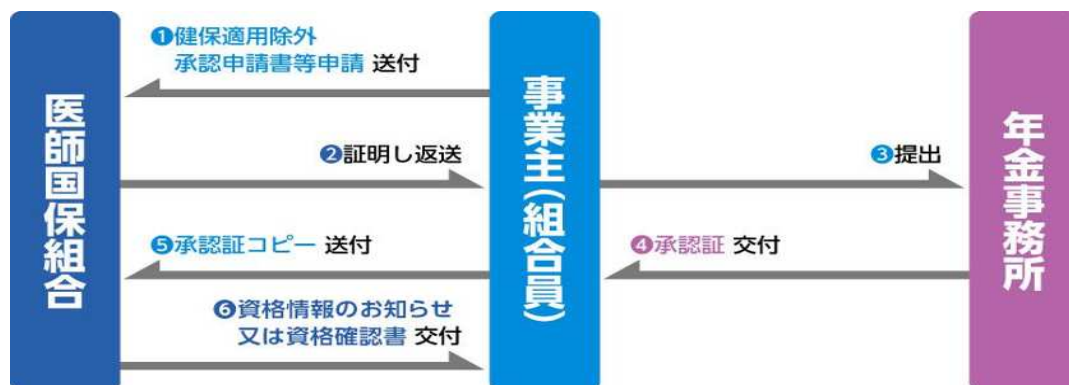 医師国保組合
事業主(組合員)
年金事務所
❶健保適用除外
承認申請書等申請 送付
❷証明し返送
❸提出
❹承認証 交付
❺承認証コピー 送付
❻資格情報のお知らせ
又は資格確認書 交付